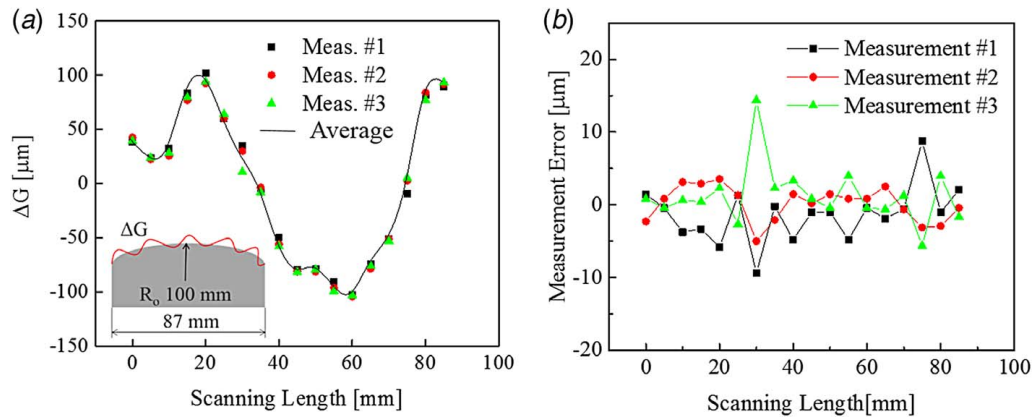 (a)
150
100
50
0
-50
-100
-150
ΔG [μm]
Meas. #1
Meas. #2
Meas. #3
Average
ΔG
Ro 100 mm
87 mm
0 20 40 60 80 100
Scanning Length [mm]
(b)
20
10
0
-10
-20
Measurement Error [μm]
Measurement #1
Measurement #2
Measurement #3
0 20 40 60 80 100
Scanning Length[mm]